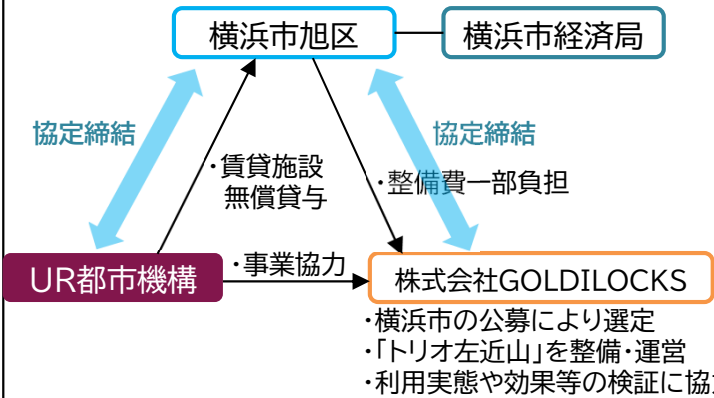 横浜市旭区
横浜市経済局
協定締結
協定締結
・賃貸施設
無償貸与
・整備費一部負担
UR都市機構
・事業協力
株式会社GOLDILOCKS
・横浜市の公募により選定
・「トリオ左近山」を整備・運営
・利用実態や効果等の検証に協